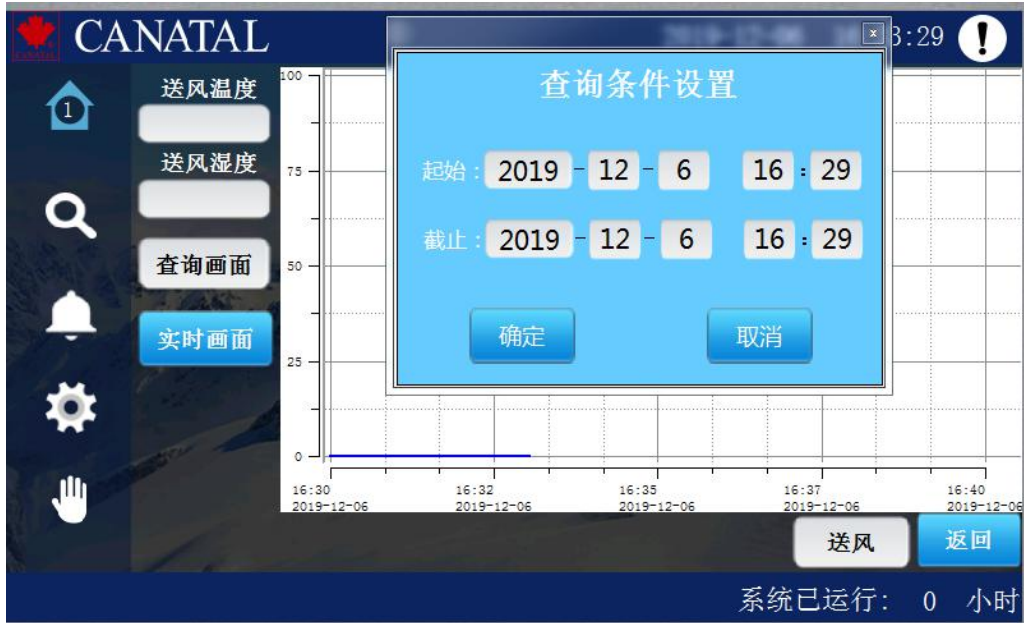 CANATAL
3:29
查询条件设置
起始 : 2019 - 12 - 6 16 : 29
截止 : 2019 - 12 - 6 16 : 29
确定 取消
1
送风温度
送风湿度
查询画面
实时画面
100
75
50
25
0
16:30 16:32 16:35 16:37 16:40
2019-12-06 2019-12-06 2019-12-06 2019-12-06 2019-12-06
送风 返回
系统已运行: 0 小时